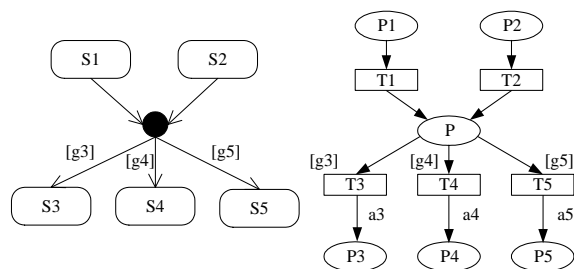 S1 S2
[g3] [g4] [g5]
S3 S4 S5
P1 P2
T1 T2
P
[g3] [g4] [g5]
T3 T4 T5
a3 a4 a5
P3 P4 P5